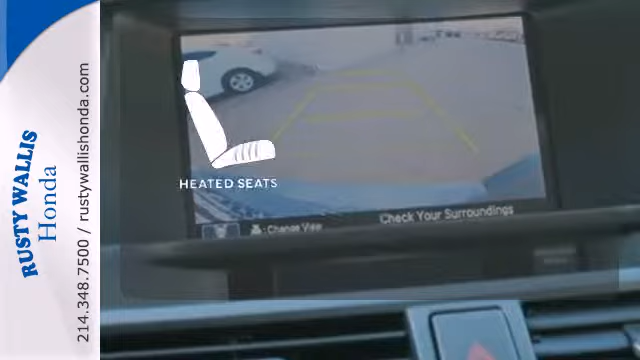 RUSTY WALLIS
Honda
214.348.7500 / rustywallishonda.com
HEATED SEATS
: Change View
Check Your Surroundings